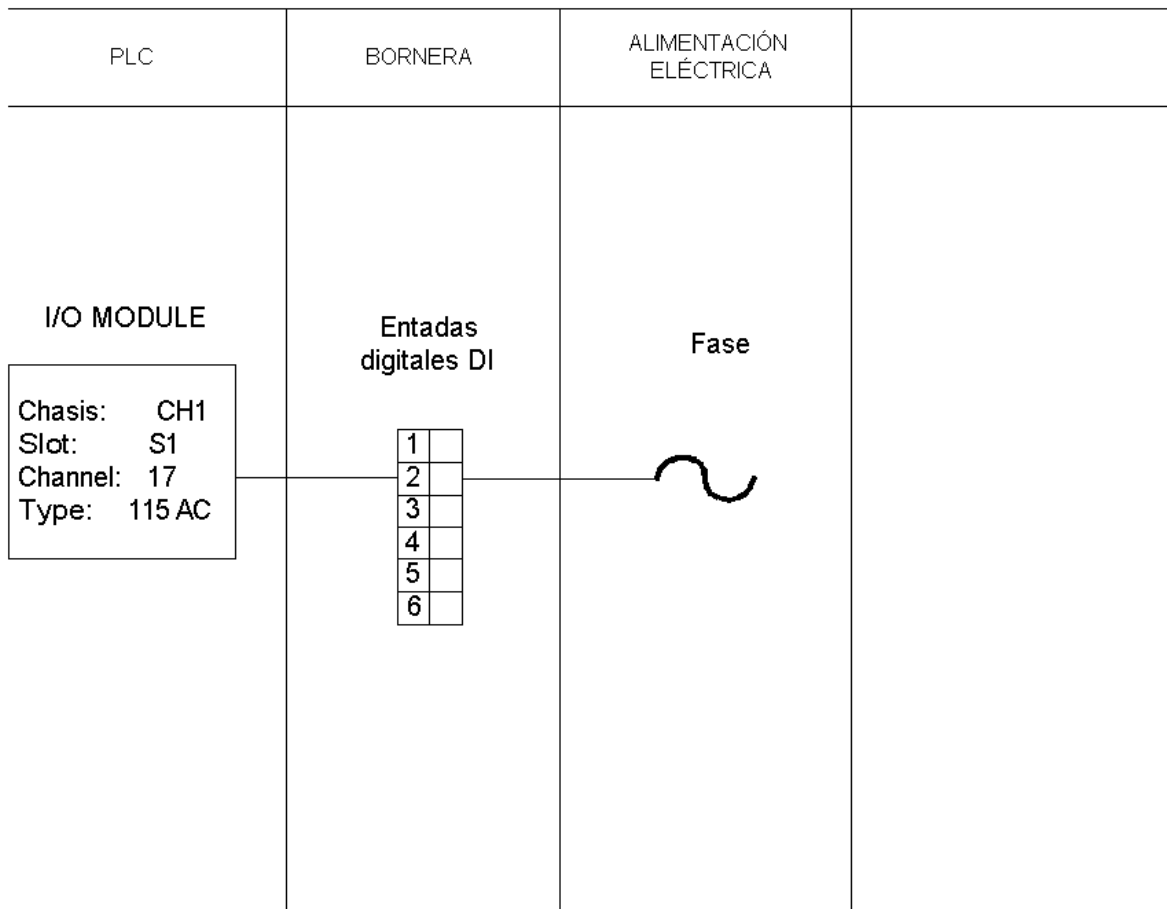 PLC
BORNERA
ALIMENTACIÓN
ELÉCTRICA
I/O MODULE
Chasis: CH1
Slot: S1
Channel: 17
Type: 115 AC
Entadas
digitales DI
1
2
3
4
5
6
Fase